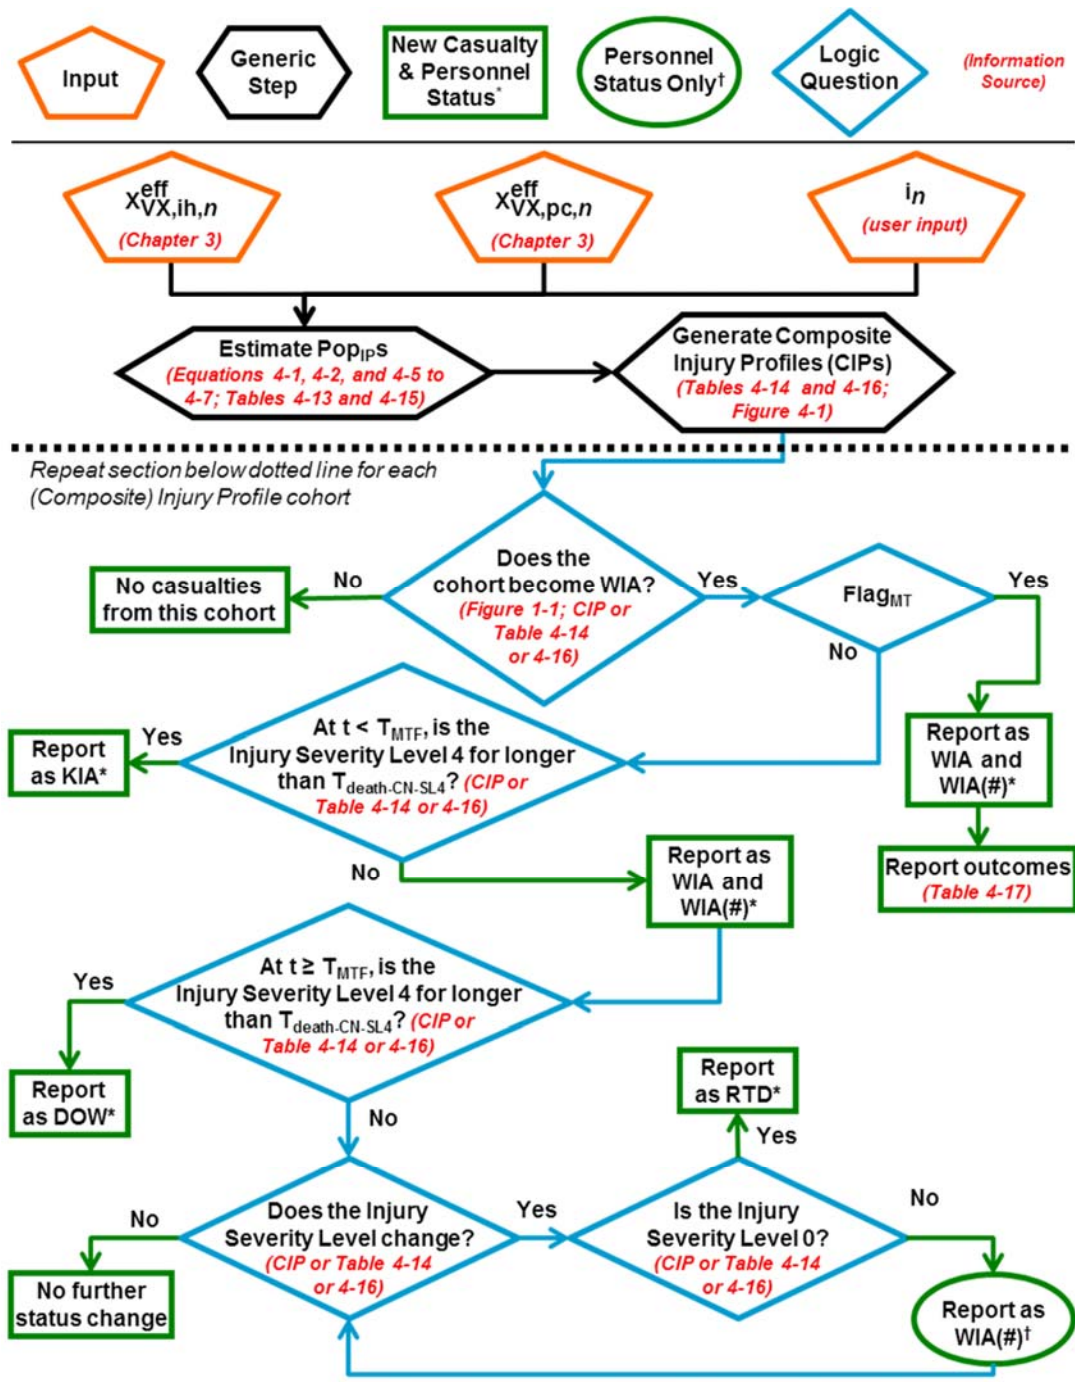 Input
Generic
Step
New Casualty
& Personnel
Status*
Personnel
Status Only†
Logic
Question
(Information
Source)
X^eff_VX,ih,n
(Chapter 3)
X^eff_VX,pc,n
(Chapter 3)
i_n
(user input)
Estimate Pop_IPs
(Equations 4-1, 4-2, and 4-5 to
4-7; Tables 4-13 and 4-15)
Generate Composite
Injury Profiles (CIPs)
(Tables 4-14 and 4-16;
Figure 4-1)
Repeat section below dotted line for each
(Composite) Injury Profile cohort
Does the
cohort become WIA?
(Figure 1-1; CIP or
Table 4-14
or 4-16)
No
No casualties
from this cohort
Yes
Flag_MT
Yes
No
Report as
WIA and
WIA(#)*
Report outcomes
(Table 4-17)
At t < T_MTF, is the
Injury Severity Level 4 for longer
than T_death-CN-SL4? (CIP or
Table 4-14 or 4-16)
Yes
Report
as KIA*
No
Report as
WIA and
WIA(#)*
At t ≥ T_MTF, is the
Injury Severity Level 4 for longer
than T_death-CN-SL4? (CIP or
Table 4-14 or 4-16)
Yes
Report
as DOW*
No
Does the Injury
Severity Level change?
(CIP or Table 4-14
or 4-16)
No
No further
status change
Yes
Is the Injury
Severity Level 0?
(CIP or Table 4-14
or 4-16)
Yes
Report
as RTD*
No
Report as
WIA(#)†